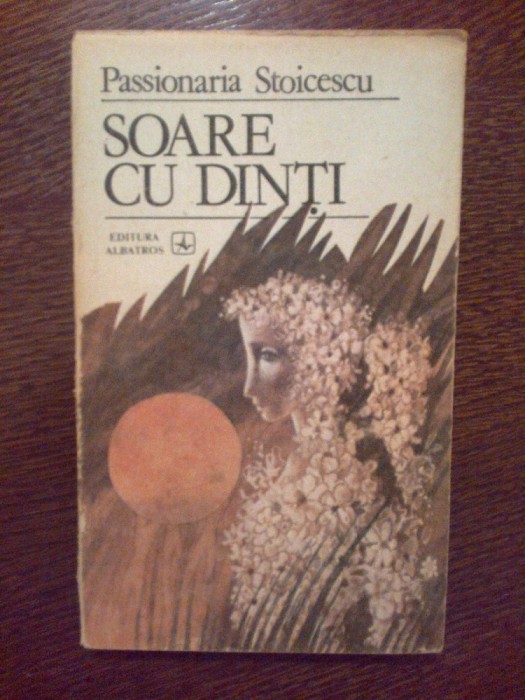 Passionaria Stoicescu
SOARE
CU DINȚI
EDITURA
ALBATROS